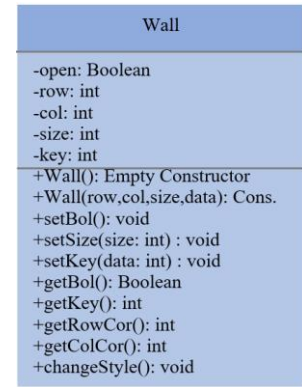 Wall
-open: Boolean
-row: int
-col: int
-size: int
-key: int
+Wall(): Empty Constructor
+Wall(row,col,size,data): Cons.
+setBol(): void
+setSize(size: int) : void
+setKey(data: int) : void
+getBol(): Boolean
+getKey(): int
+getRowCor(): int
+getColCor(): int
+changeStyle(): void